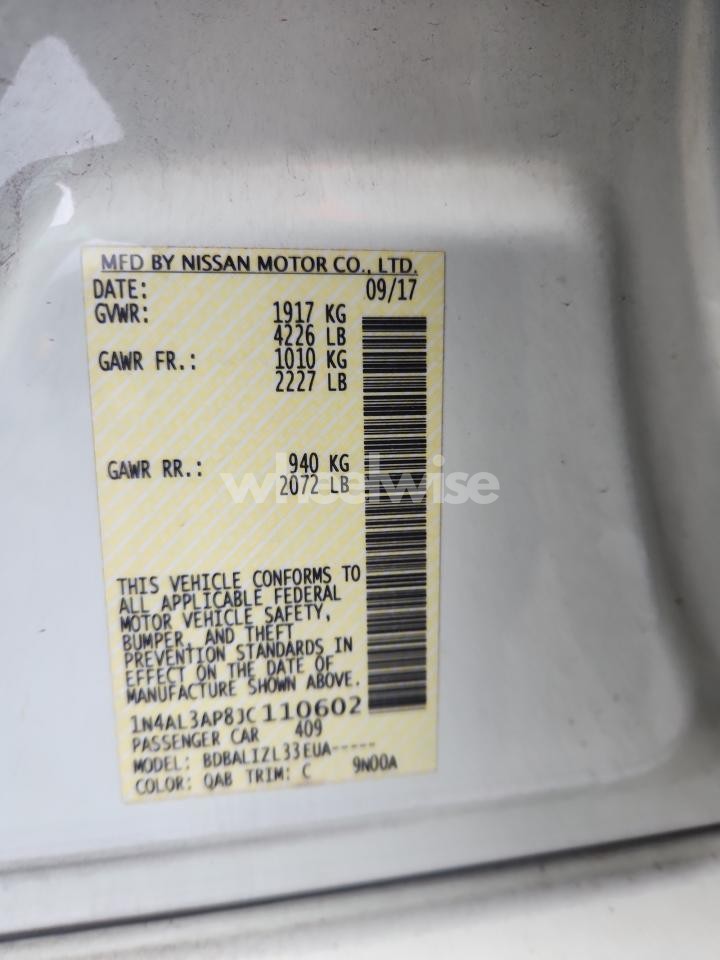 MFD BY NISSAN MOTOR CO., LTD.
DATE: 09/17
GVWR: 1917 KG
4226 LB
GAWR FR.: 1010 KG
2227 LB
GAWR RR.: 940 KG
2072 LB
wheelwise
THIS VEHICLE CONFORMS TO
ALL APPLICABLE FEDERAL
MOTOR VEHICLE SAFETY,
BUMPER, AND THEFT
PREVENTION STANDARDS IN
EFFECT ON THE DATE OF
MANUFACTURE SHOWN ABOVE.
1N4AL3AP8JC110602
PASSENGER CAR 409
MODEL: BDBALIZL33EUA-----
COLOR: QAB TRIM: C 9N00A